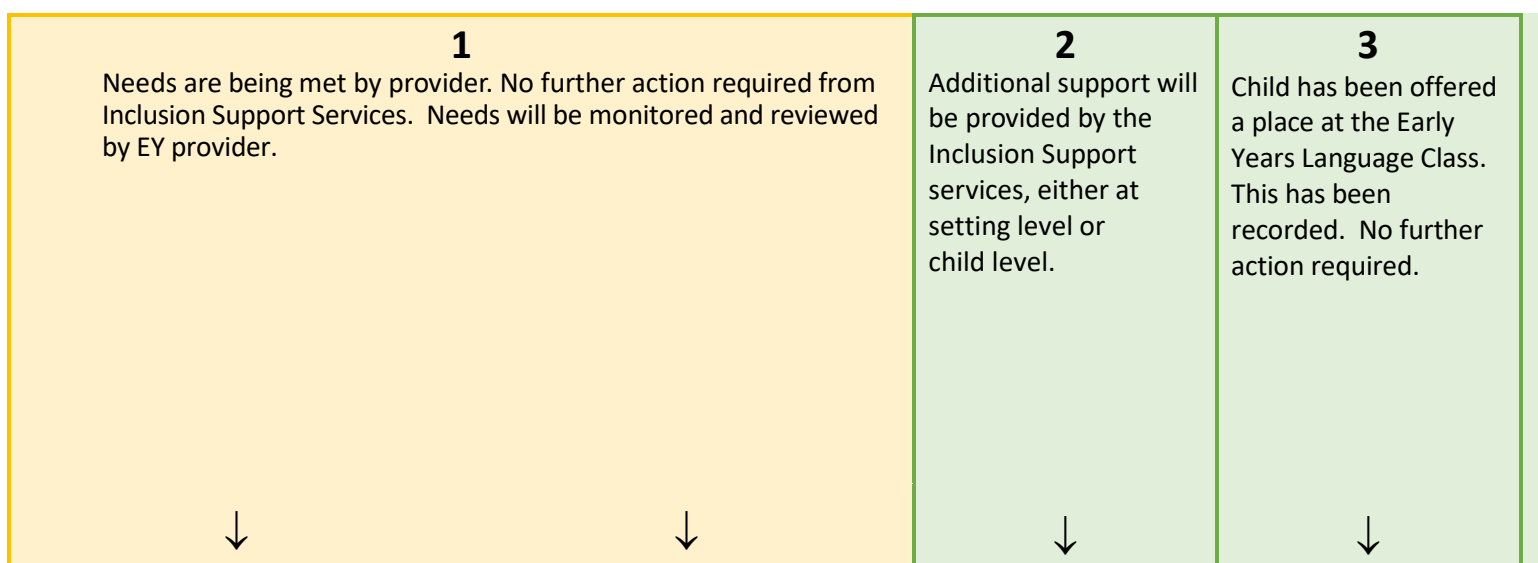 1
Needs are being met by provider. No further action required from
Inclusion Support Services.  Needs will be monitored and reviewed
by EY provider.
2
Additional support will
be provided by the
Inclusion Support
services, either at
setting level or
child level.
3
Child has been offered
a place at the Early
Years Language Class.
This has been
recorded.  No further
action required.
↓ ↓ ↓ ↓